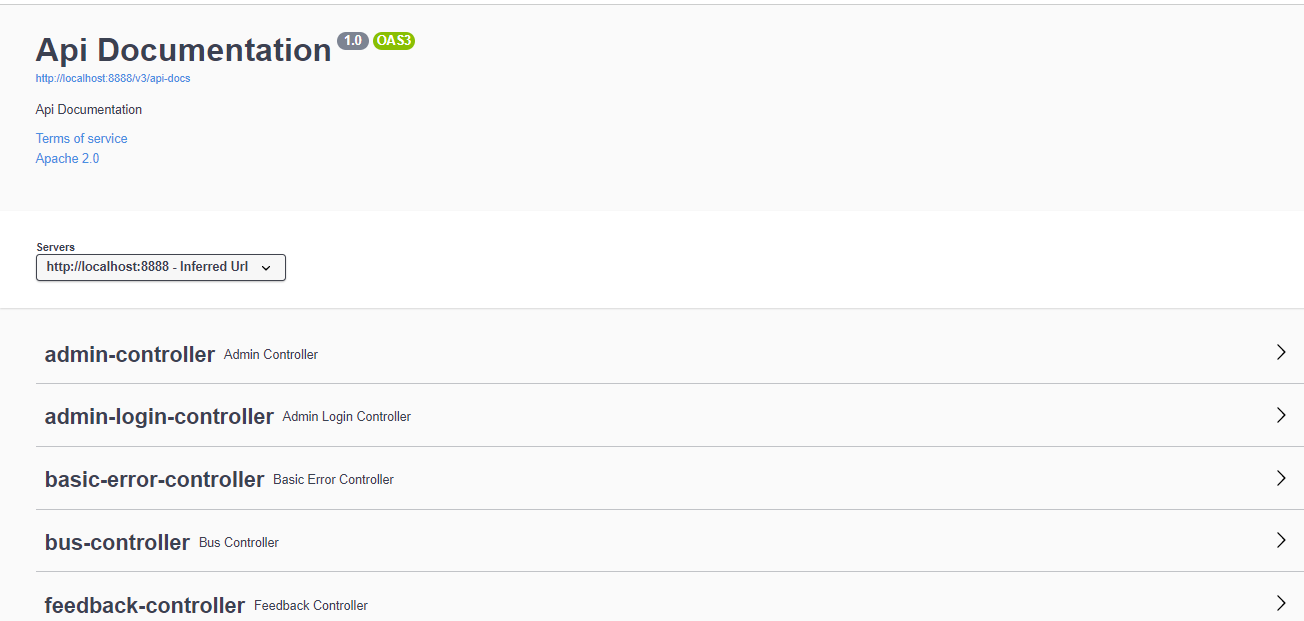 Api Documentation 1.0 OAS3
http://localhost:8888/v3/api-docs
Api Documentation
Terms of service
Apache 2.0
Servers
http://localhost:8888 - Inferred Url
admin-controller Admin Controller
admin-login-controller Admin Login Controller
basic-error-controller Basic Error Controller
bus-controller Bus Controller
feedback-controller Feedback Controller